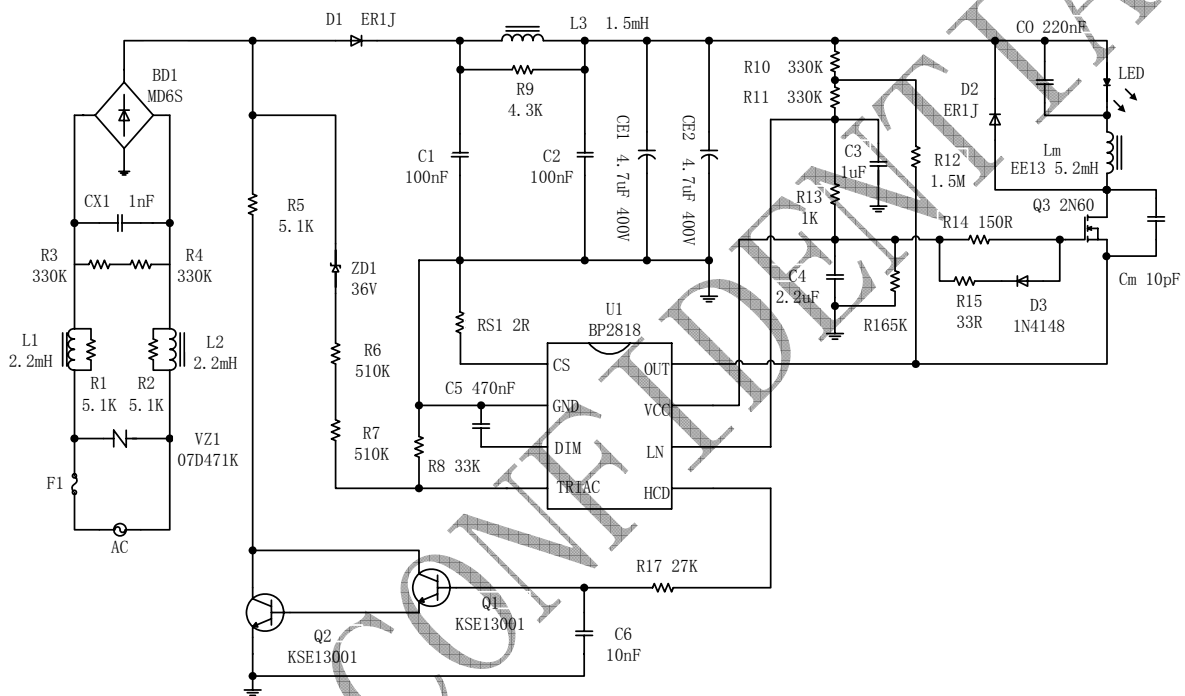 D1 ER1J
L3 1.5mH
CO 220nF
BD1
MD6S
R9
4.3K
R10 330K
R11 330K
D2
ER1J
LED
C1
100nF
C2
100nF
CE1 4.7uF 400V
CE2 4.7uF 400V
C3
1uF
R12
1.5M
Lm
EE13 5.2mH
CX1 1nF
R5
5.1K
R13
1K
Q3 2N60
R14 150R
R3
330K
R4
330K
ZD1
36V
C4
2.2uF
Cm 10pF
R15
33R
D3
1N4148
R165K
U1
BP2818
RS1 2R
L1
2.2mH
L2
2.2mH
R6
510K
CS
OUT
R1
5.1K
R2
5.1K
C5 470nF
GND
VCC
VZ1
07D471K
R7
510K
R8 33K
DIM
LN
F1
TRIAC
HCD
AC
R17 27K
Q1
KSE13001
Q2
KSE13001
C6
10nF
CONFIDENTIA